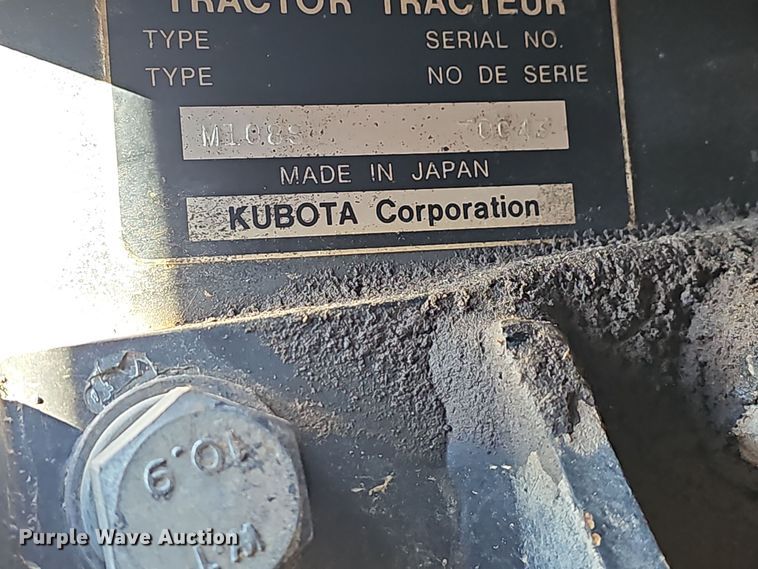 TRACTOR TRACTEUR
TYPE SERIAL NO.
TYPE NO DE SERIE
M108S
MADE IN JAPAN
KUBOTA Corporation
10.9
Purple Wave Auction